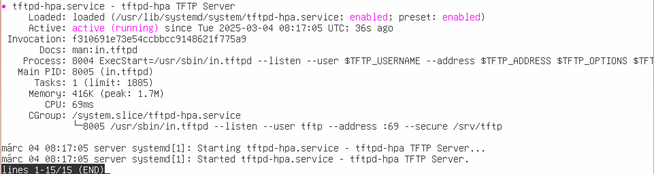 ● tftpd-hpa.service - tftpd-hpa TFTP Server
Loaded: loaded (/usr/lib/systemd/system/tftpd-hpa.service; enabled; preset: enabled)
Active: active (running) since Tue 2025-03-04 08:17:05 UTC; 36s ago
Invocation: f310691e73e54ccbbcc9148621f775a9
Docs: man:in.tftpd
Process: 8004 ExecStart=/usr/sbin/in.tftpd --listen --user $TFTP_USERNAME --address $TFTP_ADDRESS $TFTP_OPTIONS $TFT
Main PID: 8005 (in.tftpd)
Tasks: 1 (limit: 1885)
Memory: 416K (peak: 1.7M)
CPU: 69ms
CGroup: /system.slice/tftpd-hpa.service
└─8005 /usr/sbin/in.tftpd --listen --user tftp --address :69 --secure /srv/tftp
márc 04 08:17:05 server systemd[1]: Starting tftpd-hpa.service - tftpd-hpa TFTP Server...
márc 04 08:17:05 server systemd[1]: Started tftpd-hpa.service - tftpd-hpa TFTP Server.
lines 1-15/15 (END)